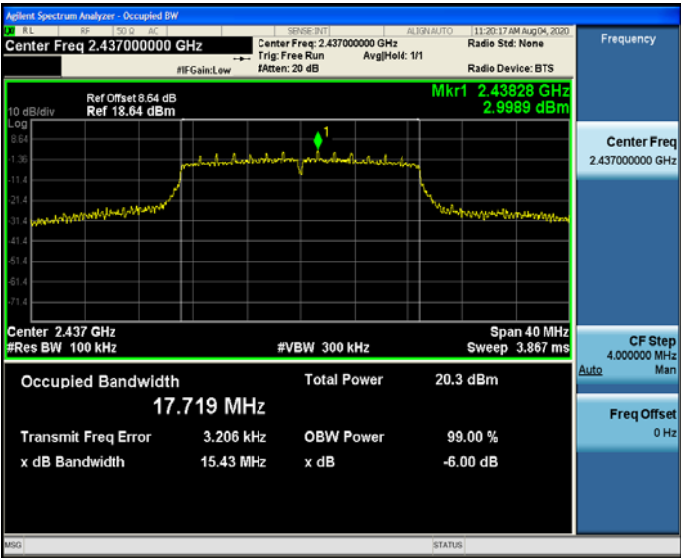 Agilent Spectrum Analyzer - Occupied BW
RL RF 50 Ω AC SENSE:INT ALIGN AUTO 11:20:17 AM Aug 04, 2020
Center Freq 2.437000000 GHz
Center Freq: 2.437000000 GHz
Radio Std: None
Trig: Free Run Avg|Hold: 1/1
#IFGain:Low
#Atten: 20 dB
Radio Device: BTS
Frequency
Mkr1 2.43828 GHz
2.9989 dBm
Ref Offset 8.64 dB
10 dB/div Ref 18.64 dBm
Log
1
8.64
-1.36
-11.4
-21.4
-31.4
-41.4
-51.4
-61.4
-71.4
Center 2.437 GHz
Span 40 MHz
#Res BW 100 kHz
#VBW 300 kHz
Sweep 3.867 ms
Center Freq
2.437000000 GHz
CF Step
4.000000 MHz
Auto Man
Freq Offset
0 Hz
Occupied Bandwidth
Total Power 20.3 dBm
17.719 MHz
Transmit Freq Error 3.206 kHz OBW Power 99.00 %
x dB Bandwidth 15.43 MHz x dB -6.00 dB
MSG
STATUS